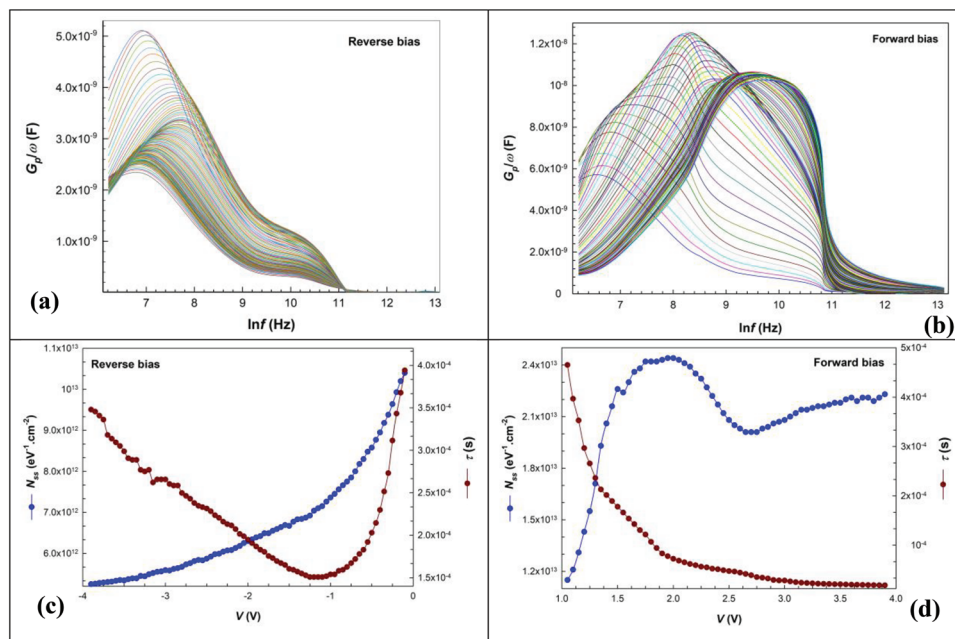 Reverse bias
5.0x10⁻⁹
4.0x10⁻⁹
3.0x10⁻⁹
2.0x10⁻⁹
1.0x10⁻⁹
Gₚ/ω (F)
7 8 9 10 11 12 13
lnf (Hz)
(a)
Forward bias
1.2x10⁻⁸
10⁻⁸
8.0x10⁻⁹
6.0x10⁻⁹
4.0x10⁻⁹
2.0x10⁻⁹
0
Gₚ/ω (F)
7 8 9 10 11 12 13
lnf (Hz)
(b)
Reverse bias
1.1x10¹³
10¹³
9.0x10¹²
8.0x10¹²
7.0x10¹²
6.0x10¹²
Nss (eV⁻¹.cm⁻²)
4.0x10⁻⁴
3.5x10⁻⁴
3.0x10⁻⁴
2.5x10⁻⁴
2.0x10⁻⁴
1.5x10⁻⁴
τ (s)
-4 -3 -2 -1 0
V (V)
(c)
Forward bias
2.4x10¹³
2.1x10¹³
1.8x10¹³
1.5x10¹³
1.2x10¹³
Nss (eV⁻¹.cm⁻²)
5x10⁻⁴
4x10⁻⁴
3x10⁻⁴
2x10⁻⁴
10⁻⁴
τ (s)
1.0 1.5 2.0 2.5 3.0 3.5 4.0
V (V)
(d)